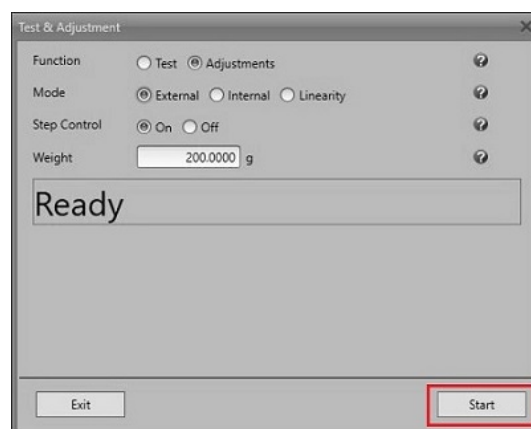 Test & Adjustment
Function Test Adjustments
Mode External Internal Linearity
Step Control On Off
Weight 200.0000 g
Ready
Exit Start